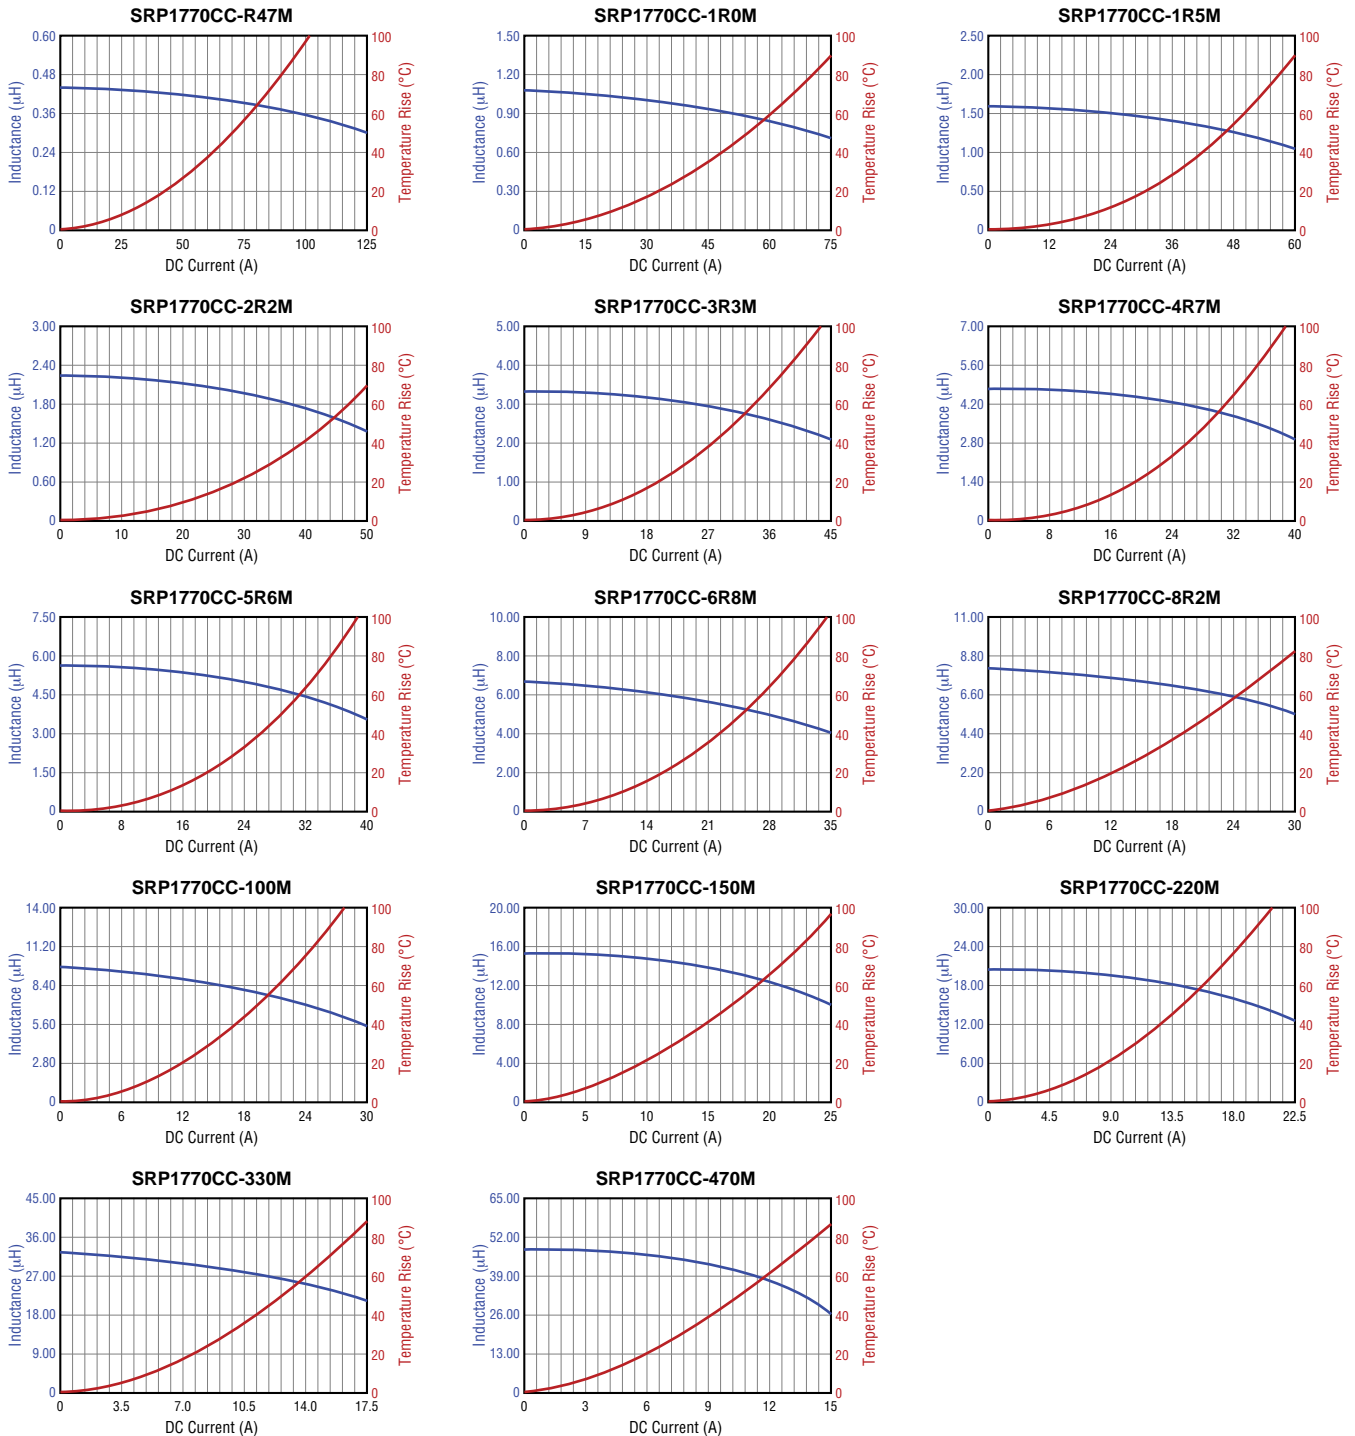 SRP1770CC-R47M
Inductance (µH)
0.60
0.48
0.36
0.24
0.12
0
100
80
60
40
20
0
Temperature Rise (°C)
0 25 50 75 100 125
DC Current (A)
SRP1770CC-1R0M
Inductance (µH)
1.50
1.20
0.90
0.60
0.30
0
100
80
60
40
20
0
Temperature Rise (°C)
0 15 30 45 60 75
DC Current (A)
SRP1770CC-1R5M
Inductance (µH)
2.50
2.00
1.50
1.00
0.50
0
100
80
60
40
20
0
Temperature Rise (°C)
0 12 24 36 48 60
DC Current (A)
SRP1770CC-2R2M
Inductance (µH)
3.00
2.40
1.80
1.20
0.60
0
100
80
60
40
20
0
Temperature Rise (°C)
0 10 20 30 40 50
DC Current (A)
SRP1770CC-3R3M
Inductance (µH)
5.00
4.00
3.00
2.00
1.00
0
100
80
60
40
20
0
Temperature Rise (°C)
0 9 18 27 36 45
DC Current (A)
SRP1770CC-4R7M
Inductance (µH)
7.00
5.60
4.20
2.80
1.40
0
100
80
60
40
20
0
Temperature Rise (°C)
0 8 16 24 32 40
DC Current (A)
SRP1770CC-5R6M
Inductance (µH)
7.50
6.00
4.50
3.00
1.50
0
100
80
60
40
20
0
Temperature Rise (°C)
0 8 16 24 32 40
DC Current (A)
SRP1770CC-6R8M
Inductance (µH)
10.00
8.00
6.00
4.00
2.00
0
100
80
60
40
20
0
Temperature Rise (°C)
0 7 14 21 28 35
DC Current (A)
SRP1770CC-8R2M
Inductance (µH)
11.00
8.80
6.60
4.40
2.20
0
100
80
60
40
20
0
Temperature Rise (°C)
0 6 12 18 24 30
DC Current (A)
SRP1770CC-100M
Inductance (µH)
14.00
11.20
8.40
5.60
2.80
0
100
80
60
40
20
0
Temperature Rise (°C)
0 6 12 18 24 30
DC Current (A)
SRP1770CC-150M
Inductance (µH)
20.00
16.00
12.00
8.00
4.00
0
100
80
60
40
20
0
Temperature Rise (°C)
0 5 10 15 20 25
DC Current (A)
SRP1770CC-220M
Inductance (µH)
30.00
24.00
18.00
12.00
6.00
0
100
80
60
40
20
0
Temperature Rise (°C)
0 4.5 9.0 13.5 18.0 22.5
DC Current (A)
SRP1770CC-330M
Inductance (µH)
45.00
36.00
27.00
18.00
9.00
0
100
80
60
40
20
0
Temperature Rise (°C)
0 3.5 7.0 10.5 14.0 17.5
DC Current (A)
SRP1770CC-470M
Inductance (µH)
65.00
52.00
39.00
26.00
13.00
0
100
80
60
40
20
0
Temperature Rise (°C)
0 3 6 9 12 15
DC Current (A)